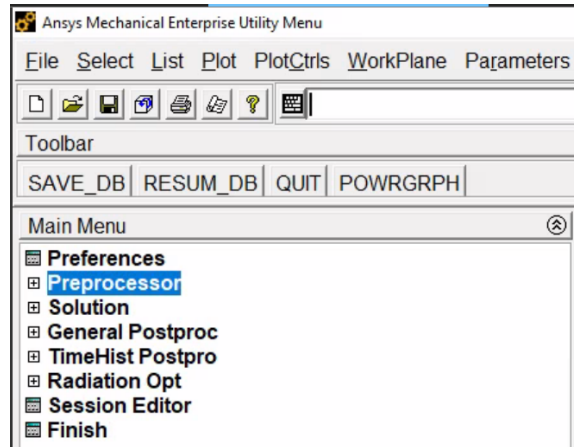 Ansys Mechanical Enterprise Utility Menu
File Select List Plot PlotCtrls WorkPlane Parameters
Toolbar
SAVE_DB RESUM_DB QUIT POWRGRPH
Main Menu
Preferences
Preprocessor
Solution
General Postproc
TimeHist Postpro
Radiation Opt
Session Editor
Finish